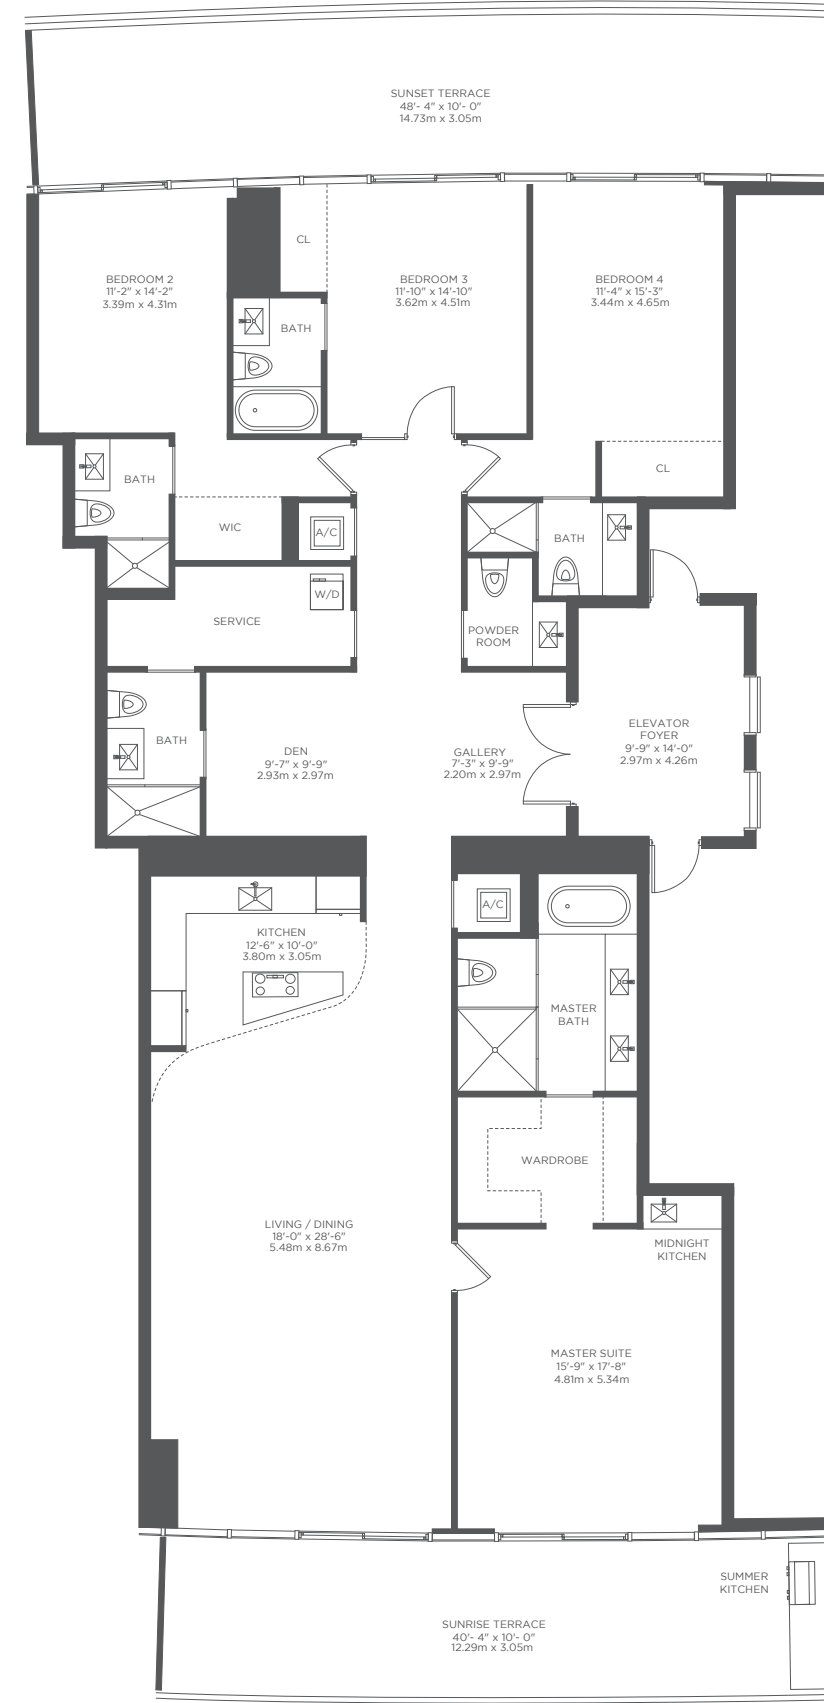 SUNSET TERRACE
48'- 4" x 10'- 0"
14.73m x 3.05m
CL
BEDROOM 2
11'-2" x 14'-2"
3.39m x 4.31m
BEDROOM 3
11'-10" x 14'-10"
3.62m x 4.51m
BEDROOM 4
11'-4" x 15'-3"
3.44m x 4.65m
BATH
CL
BATH
WIC
A/C
BATH
W/D
SERVICE
POWDER
ROOM
BATH
DEN
9'-7" x 9'-9"
2.93m x 2.97m
GALLERY
7'-3" x 9'-9"
2.20m x 2.97m
ELEVATOR
FOYER
9'-9" x 14'-0"
2.97m x 4.26m
A/C
KITCHEN
12'-6" x 10'-0"
3.80m x 3.05m
MASTER
BATH
WARDROBE
LIVING / DINING
18'-0" x 28'-6"
5.48m x 8.67m
MIDNIGHT
KITCHEN
MASTER SUITE
15'-9" x 17'-8"
4.81m x 5.34m
SUMMER
KITCHEN
SUNRISE TERRACE
40'- 4" x 10'- 0"
12.29m x 3.05m